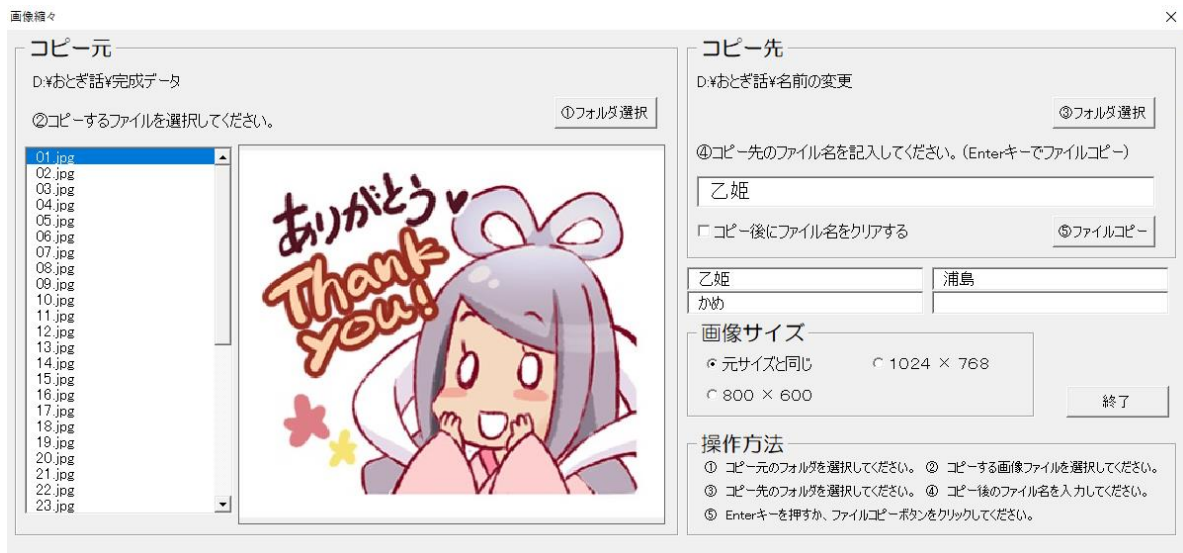 画像縮々
コピー元
D:¥おとぎ話¥完成データ
①フォルダ選択
②コピーするファイルを選択してください。
01.jpg
02.jpg
03.jpg
04.jpg
05.jpg
06.jpg
07.jpg
08.jpg
09.jpg
10.jpg
11.jpg
12.jpg
13.jpg
14.jpg
15.jpg
16.jpg
17.jpg
18.jpg
19.jpg
20.jpg
21.jpg
22.jpg
23.jpg
ありがとう
Thank
you!
コピー先
D:¥おとぎ話¥名前の変更
③フォルダ選択
④コピー先のファイル名を記入してください。(Enterキーでファイルコピー)
乙姫
コピー後にファイル名をクリアする
⑤ファイルコピー
乙姫 浦島
かめ
画像サイズ
元サイズと同じ 1024 × 768
800 × 600
終了
操作方法
① コピー元のフォルダを選択してください。 ② コピーする画像ファイルを選択してください。
③ コピー先のフォルダを選択してください。 ④ コピー後のファイル名を入力してください。
⑤ Enterキーを押すか、ファイルコピーボタンをクリックしてください。